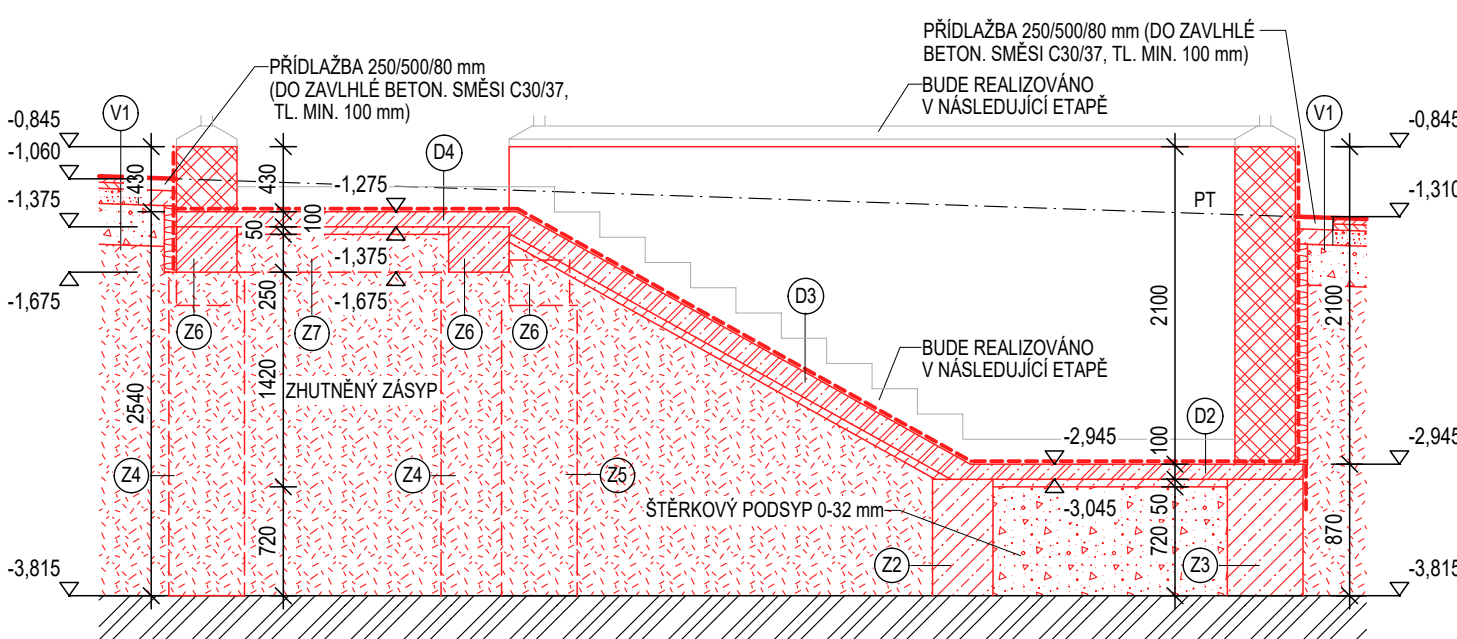 PŘÍDLAŽBA 250/500/80 mm
(DO ZAVLHLÉ BETON. SMĚSI C30/37,
TL. MIN. 100 mm)
PŘÍDLAŽBA 250/500/80 mm (DO ZAVLHLÉ
BETON. SMĚSI C30/37, TL. MIN. 100 mm)
BUDE REALIZOVÁNO
V NÁSLEDUJÍCÍ ETAPĚ
V1
V1
-0,845
-0,845
-1,060
D4
430
430
-1,275
-1,375
PT
-1,310
50
100
-1,375
-1,675
250
-1,675
Z6
Z7
Z6
Z6
D3
2100
2100
BUDE REALIZOVÁNO
V NÁSLEDUJÍCÍ ETAPĚ
2540
1420
ZHUTNĚNÝ ZÁSYP
D2
-2,945
100
-2,945
Z4
Z4
Z5
ŠTĚRKOVÝ PODSYP 0-32 mm
-3,045
50
720
720
870
Z2
Z3
-3,815
-3,815